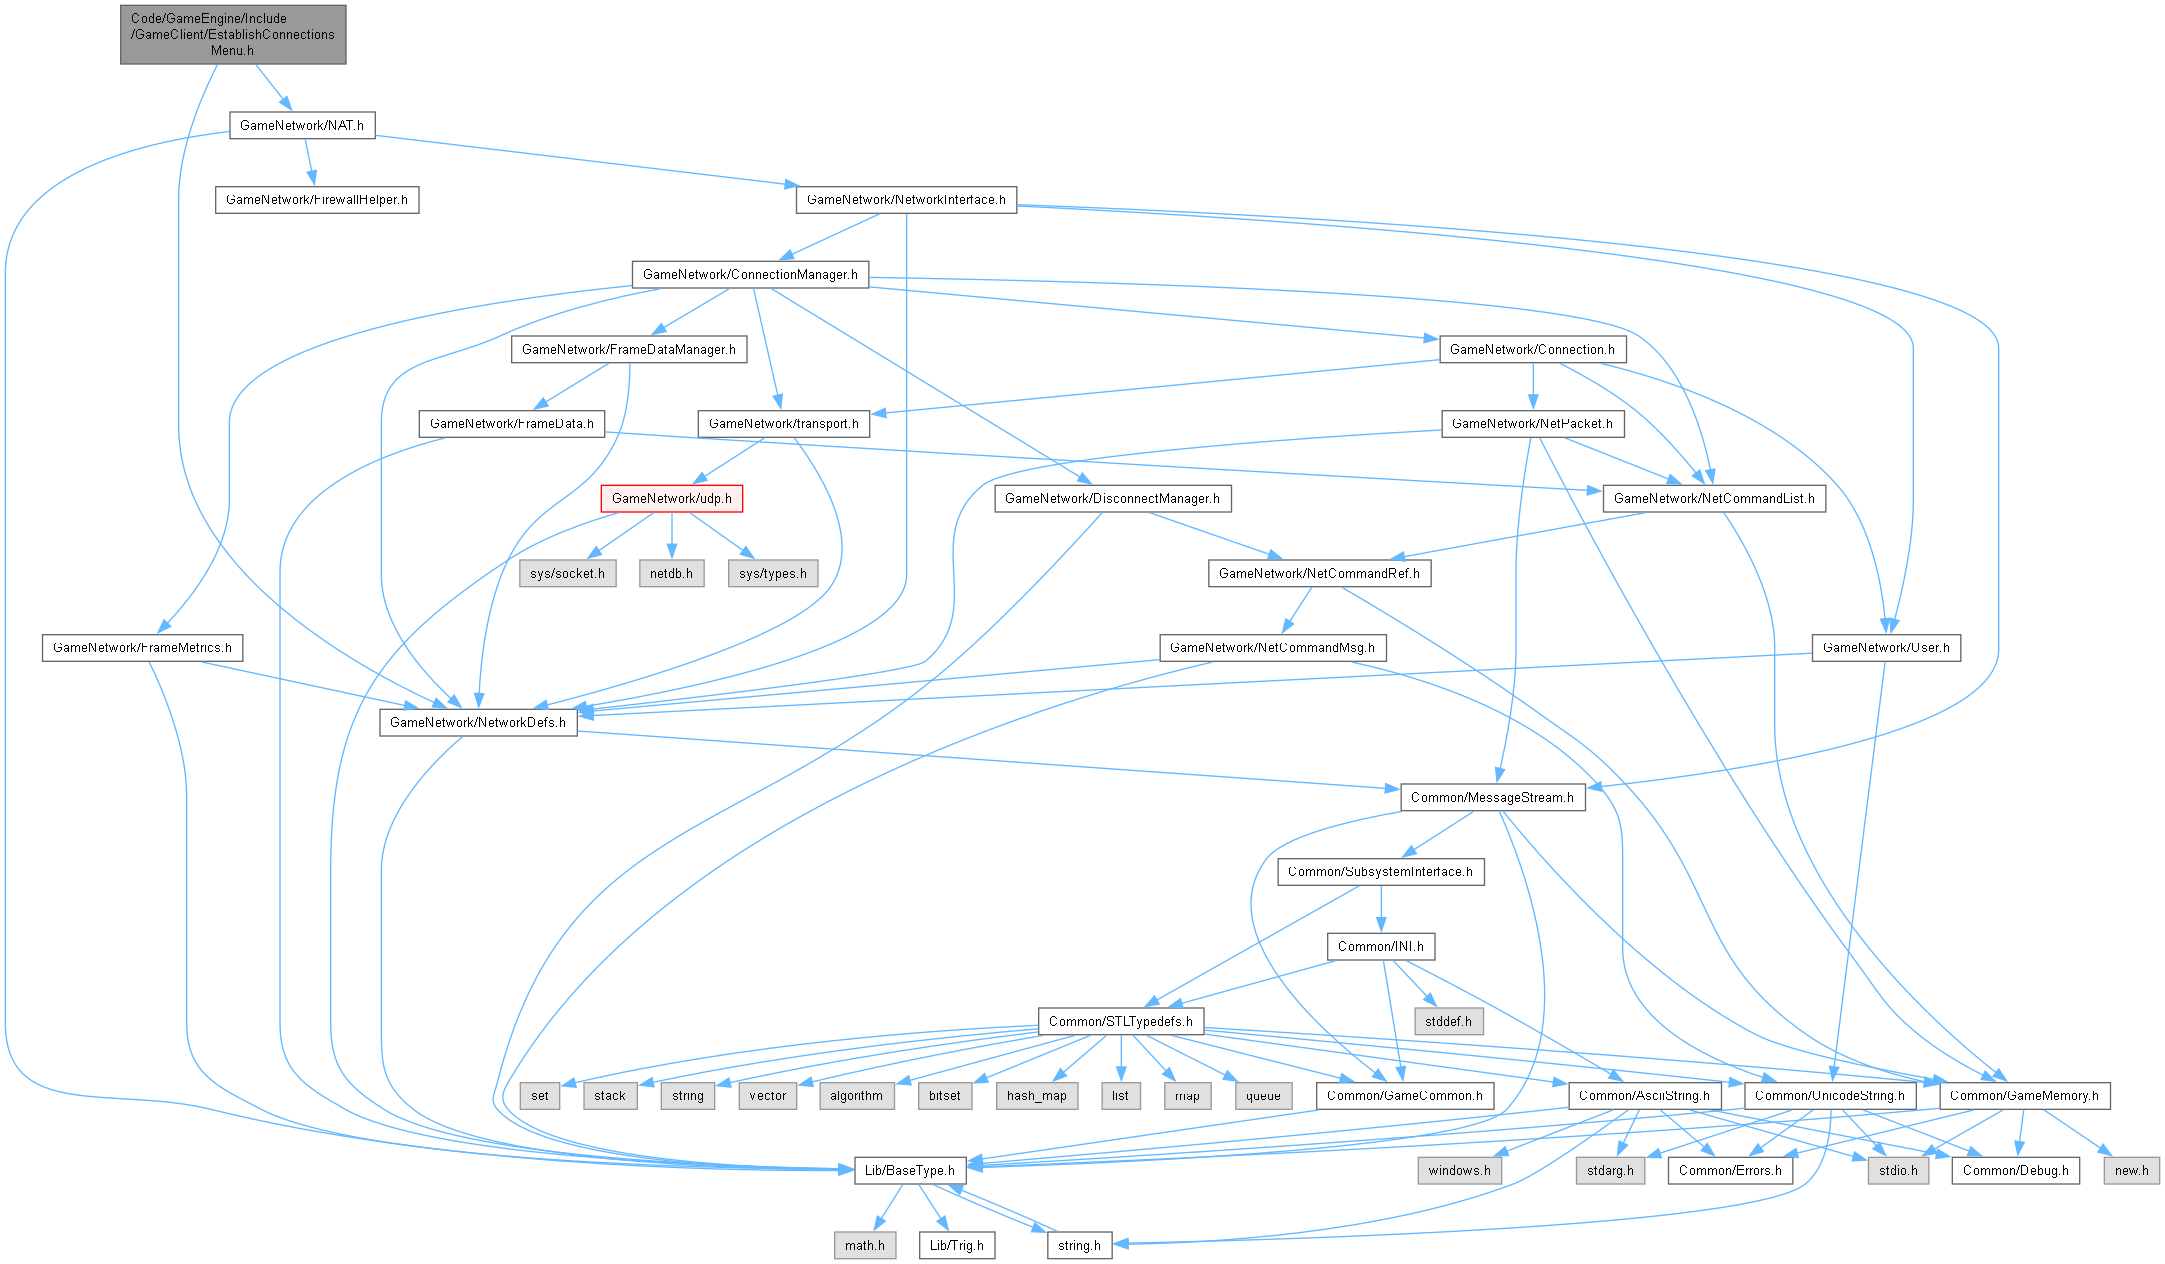 Code/GameEngine/Include
/GameClient/EstablishConnections
Menu.h
GameNetwork/NAT.h
GameNetwork/FirewallHelper.h
GameNetwork/NetworkInterface.h
GameNetwork/ConnectionManager.h
GameNetwork/FrameDataManager.h
GameNetwork/Connection.h
GameNetwork/FrameData.h
GameNetwork/transport.h
GameNetwork/NetPacket.h
GameNetwork/udp.h
GameNetwork/DisconnectManager.h
GameNetwork/NetCommandList.h
sys/socket.h
netdb.h
sys/types.h
GameNetwork/NetCommandRef.h
GameNetwork/FrameMetrics.h
GameNetwork/NetCommandMsg.h
GameNetwork/User.h
GameNetwork/NetworkDefs.h
Common/MessageStream.h
Common/SubsystemInterface.h
Common/INI.h
Common/STLTypedefs.h
stddef.h
set
stack
string
vector
algorithm
bitset
hash_map
list
map
queue
Common/GameCommon.h
Common/AsciiString.h
Common/UnicodeString.h
Common/GameMemory.h
Lib/BaseType.h
windows.h
stdarg.h
Common/Errors.h
stdio.h
Common/Debug.h
new.h
math.h
Lib/Trig.h
string.h